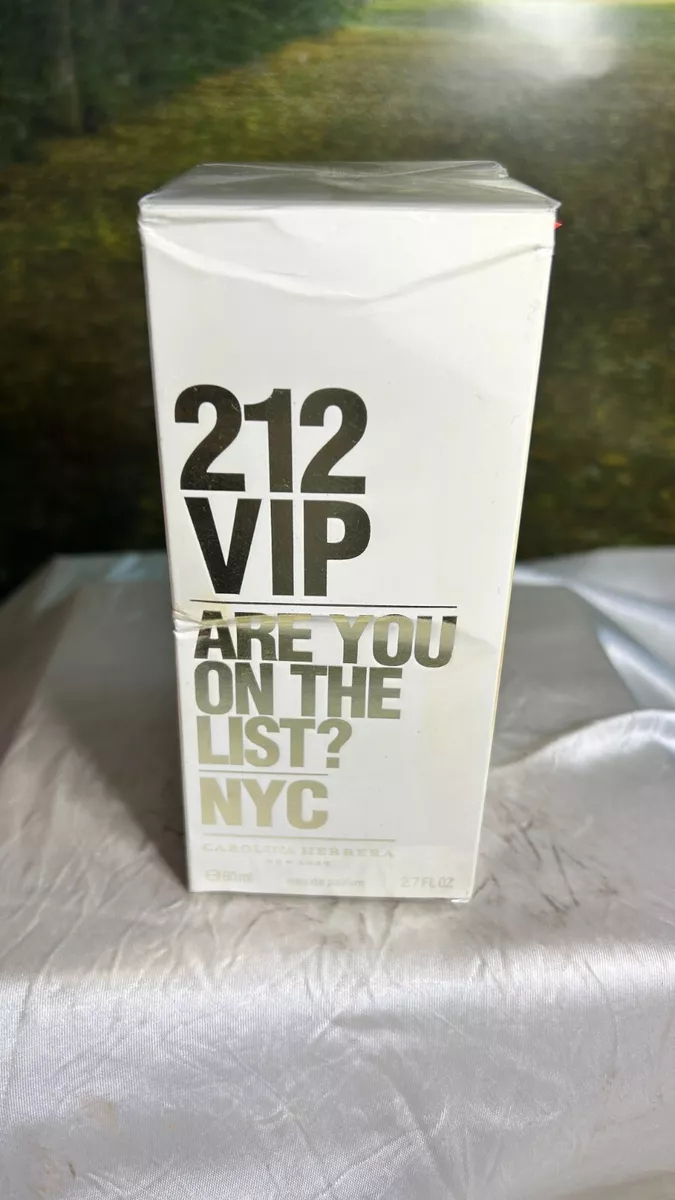 212
VIP
ARE YOU
ON THE
LIST?
NYC
CAROLINA HERRERA
NEW YORK
℮80ml eau de parfum 2.7 FL OZ